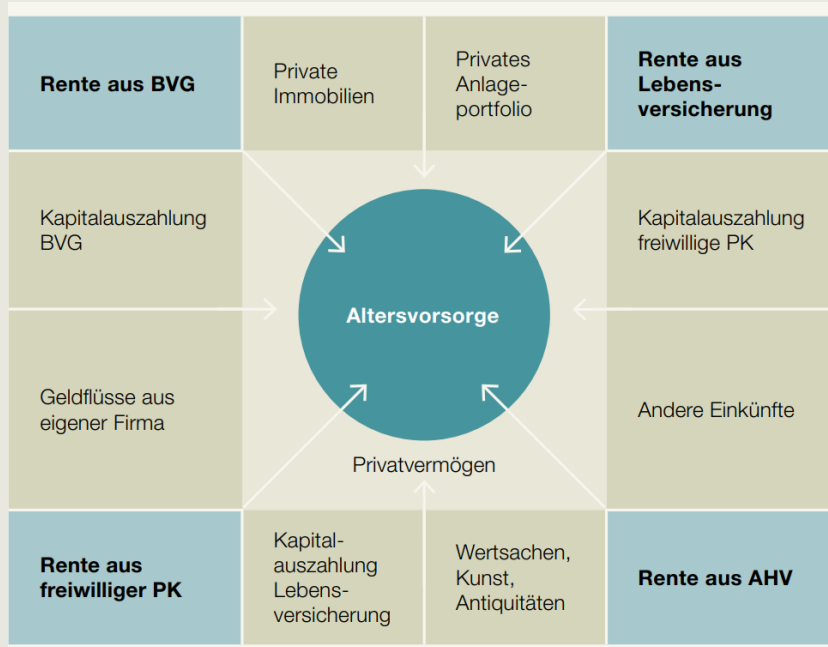 Rente aus BVG
Private
Immobilien
Privates
Anlage-
portfolio
Rente aus
Lebens-
versicherung
Kapitalauszahlung
BVG
Kapitalauszahlung
freiwillige PK
Altersvorsorge
Geldflüsse aus
eigener Firma
Andere Einkünfte
Privatvermögen
Rente aus
freiwilliger PK
Kapital-
auszahlung
Lebens-
versicherung
Wertsachen,
Kunst,
Antiquitäten
Rente aus AHV